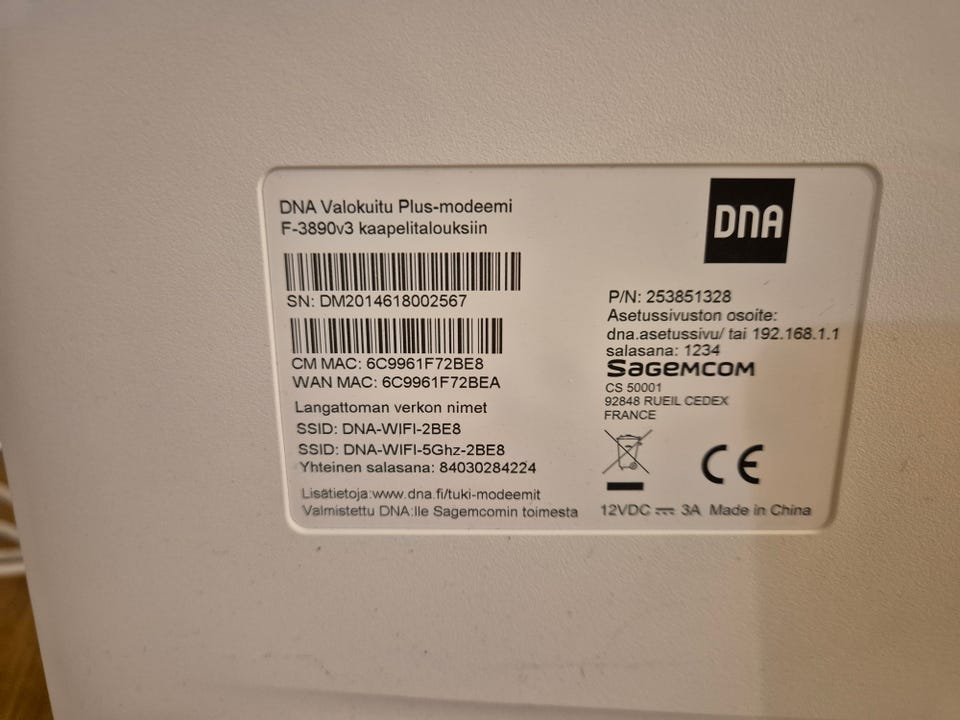 DNA Valokuitu Plus-modeemi
F-3890v3 kaapelitalouksiin
SN: DM2014618002567
CM MAC: 6C9961F72BE8
WAN MAC: 6C9961F72BEA
Langattoman verkon nimet
SSID: DNA-WIFI-2BE8
SSID: DNA-WIFI-5Ghz-2BE8
Yhteinen salasana: 84030284224
Lisätietoja:www.dna.fi/tuki-modeemit
Valmistettu DNA:lle Sagemcomin toimesta
DNA
P/N: 253851328
Asetussivuston osoite:
dna.asetussivu/ tai 192.168.1.1
salasana: 1234
SAGEMCOM
CS 50001
92848 RUEIL CEDEX
FRANCE
CE
12VDC ⎓ 3A Made in China